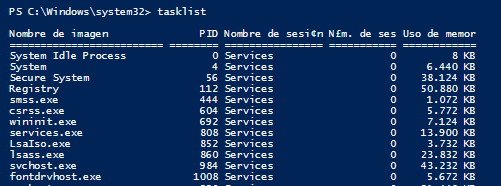 PS C:\Windows\system32> tasklist
Nombre de imagen PID Nombre de sesi¢n Núm. de ses Uso de memor
========================= ======== ================ =========== ============
System Idle Process 0 Services 0 8 KB
System 4 Services 0 6.440 KB
Secure System 56 Services 0 38.124 KB
Registry 112 Services 0 50.880 KB
smss.exe 444 Services 0 1.072 KB
csrss.exe 604 Services 0 5.772 KB
wininit.exe 692 Services 0 7.124 KB
services.exe 808 Services 0 13.900 KB
LsaIso.exe 852 Services 0 3.732 KB
lsass.exe 860 Services 0 23.832 KB
svchost.exe 984 Services 0 43.232 KB
fontdrvhost.exe 1008 Services 0 5.672 KB